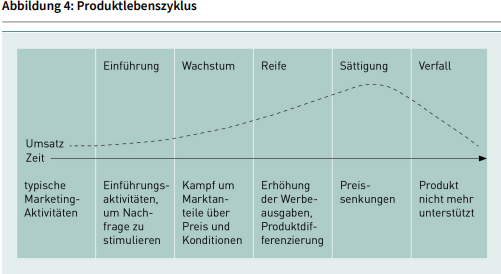 Abbildung 4: Produktlebenszyklus
Einführung Wachstum Reife Sättigung Verfall
Umsatz
Zeit
typische
Marketing-
Aktivitäten
Einführungs-
aktivitäten,
um Nach-
frage zu
stimulieren
Kampf um
Marktan-
teile über
Preis und
Konditionen
Erhöhung
der Werbe-
ausgaben,
Produktdif-
ferenzierung
Preis-
senkungen
Produkt
nicht mehr
unterstützt